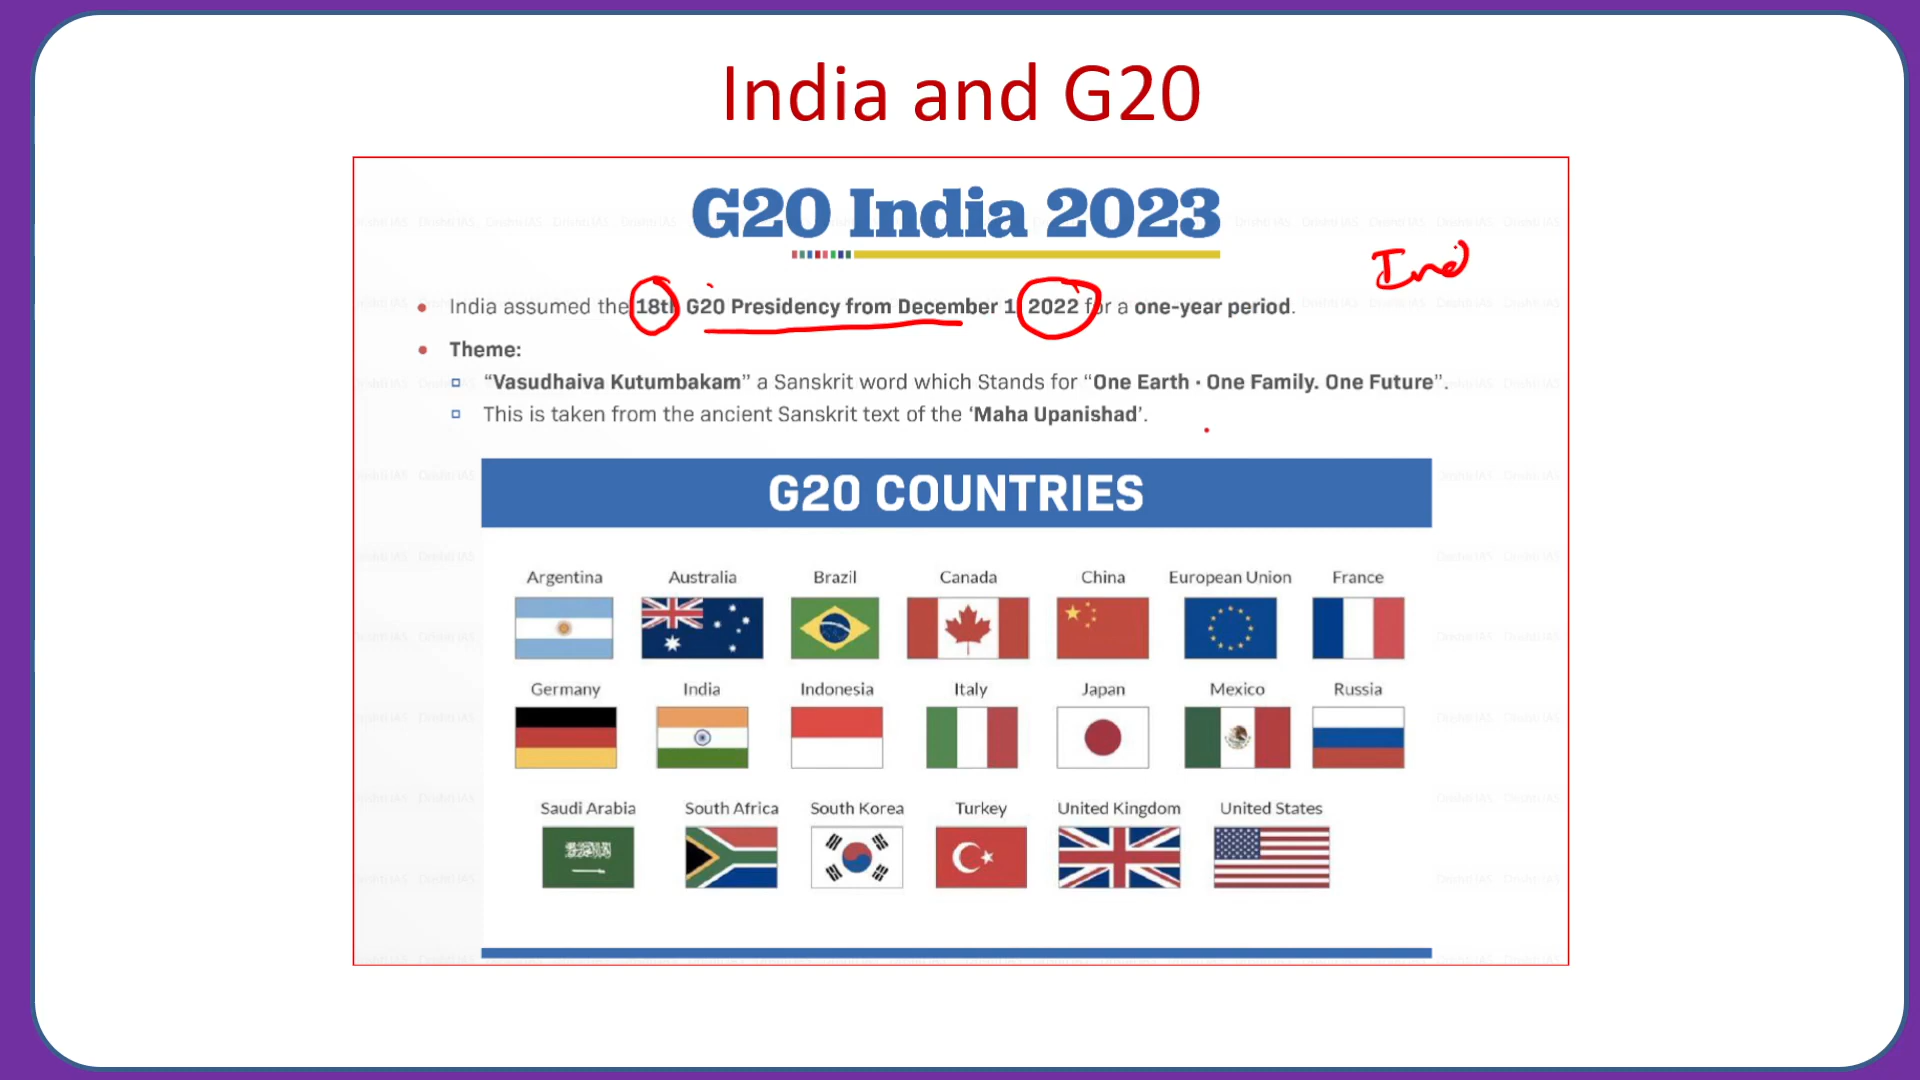 India and G20
G20 India 2023
India assumed the 18th G20 Presidency from December 1, 2022 for a one-year period.
Theme:
“Vasudhaiva Kutumbakam” a Sanskrit word which Stands for “One Earth · One Family. One Future”.
This is taken from the ancient Sanskrit text of the ‘Maha Upanishad’.
G20 COUNTRIES
Argentina Australia Brazil Canada China European Union France
Germany India Indonesia Italy Japan Mexico Russia
Saudi Arabia South Africa South Korea Turkey United Kingdom United States